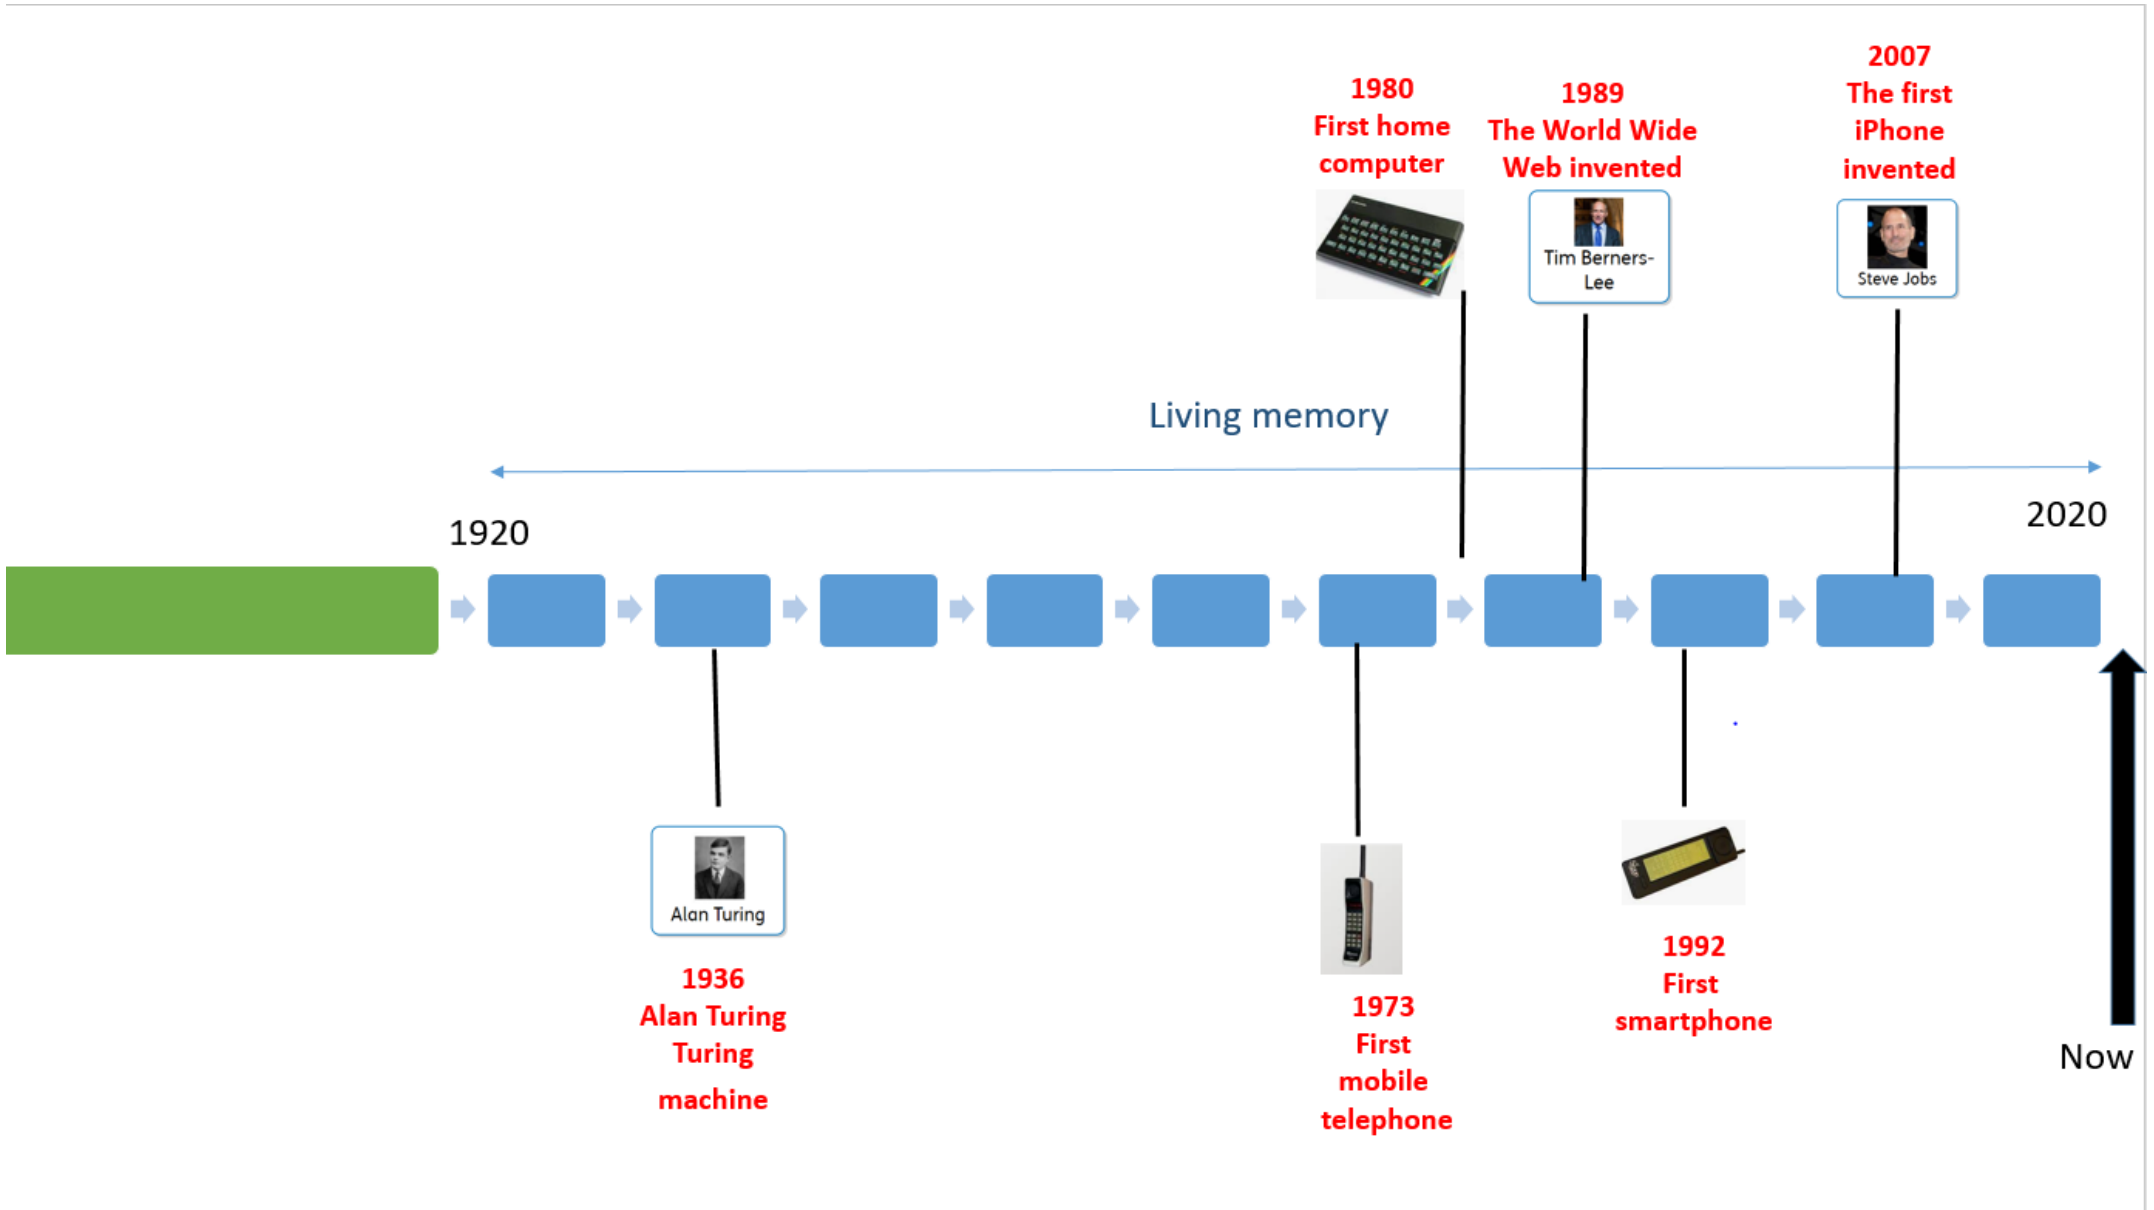 1980
First home
computer
1989
The World Wide
Web invented
Tim Berners-
Lee
2007
The first
iPhone
invented
Steve Jobs
Living memory
1920
2020
Alan Turing
1936
Alan Turing
Turing
machine
1973
First
mobile
telephone
1992
First
smartphone
Now